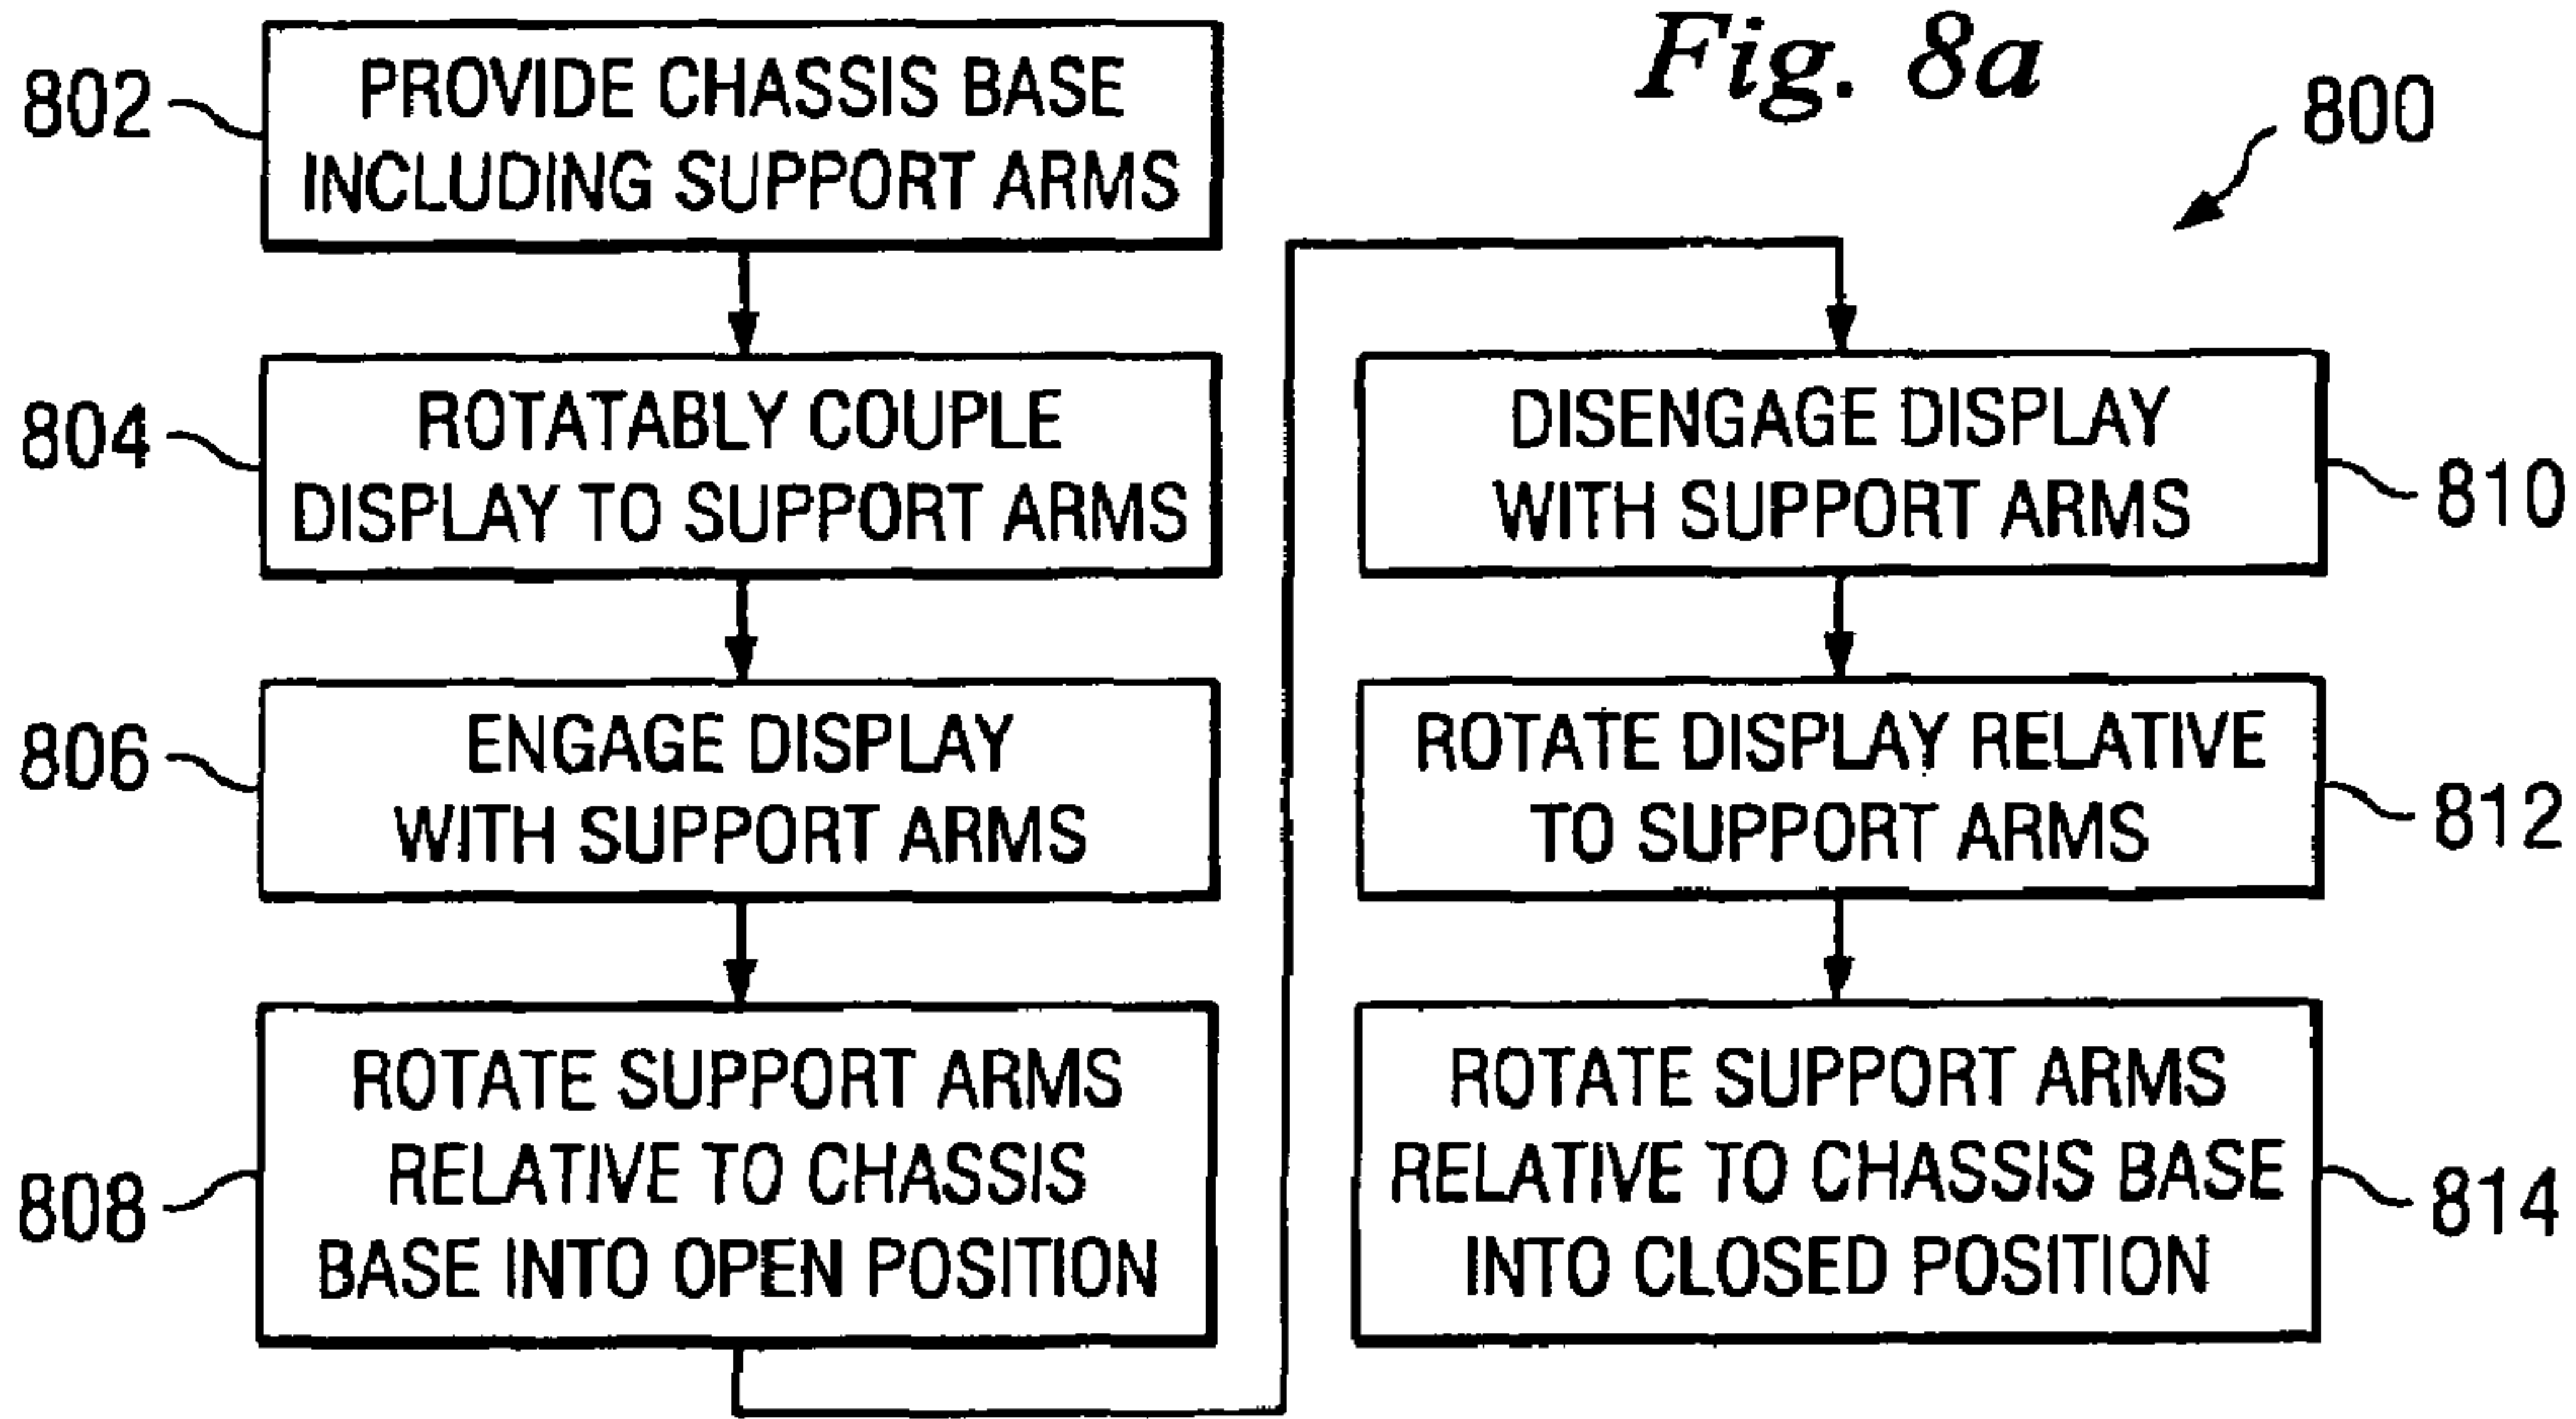 Fig. 8a
800
802
PROVIDE CHASSIS BASE
INCLUDING SUPPORT ARMS
804
ROTATABLY COUPLE
DISPLAY TO SUPPORT ARMS
806
ENGAGE DISPLAY
WITH SUPPORT ARMS
808
ROTATE SUPPORT ARMS
RELATIVE TO CHASSIS
BASE INTO OPEN POSITION
DISENGAGE DISPLAY
WITH SUPPORT ARMS
810
ROTATE DISPLAY RELATIVE
TO SUPPORT ARMS
812
ROTATE SUPPORT ARMS
RELATIVE TO CHASSIS BASE
INTO CLOSED POSITION
814